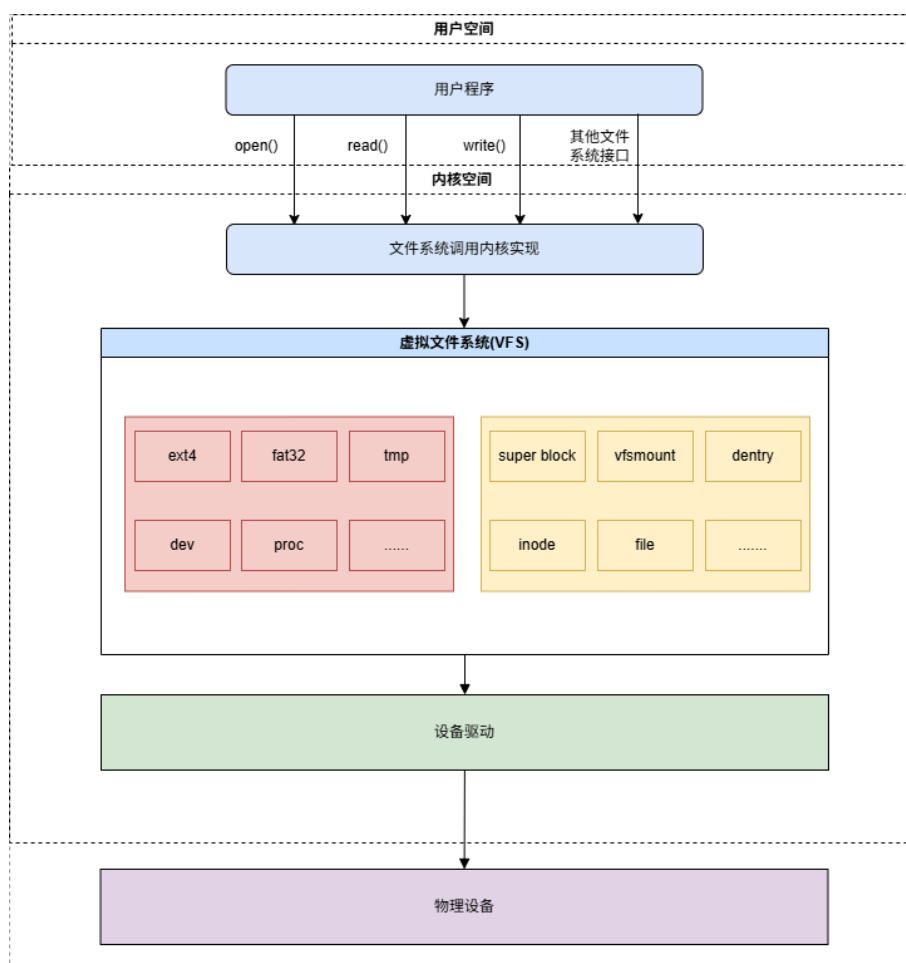 用户空间
用户程序
open()
read()
write()
其他文件
系统接口
内核空间
文件系统调用内核实现
虚拟文件系统(VFS)
ext4
fat32
tmp
super block
vfsmount
dentry
dev
proc
......
inode
file
.......
设备驱动
物理设备